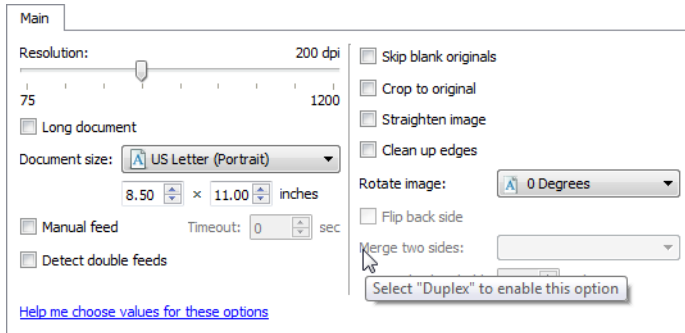 Main
Resolution: 200 dpi
75 1200
Long document
Document size: US Letter (Portrait)
8.50 × 11.00 inches
Manual feed Timeout: 0 sec
Detect double feeds
Help me choose values for these options
Skip blank originals
Crop to original
Straighten image
Clean up edges
Rotate image: 0 Degrees
Flip back side
Merge two sides:
Select "Duplex" to enable this option